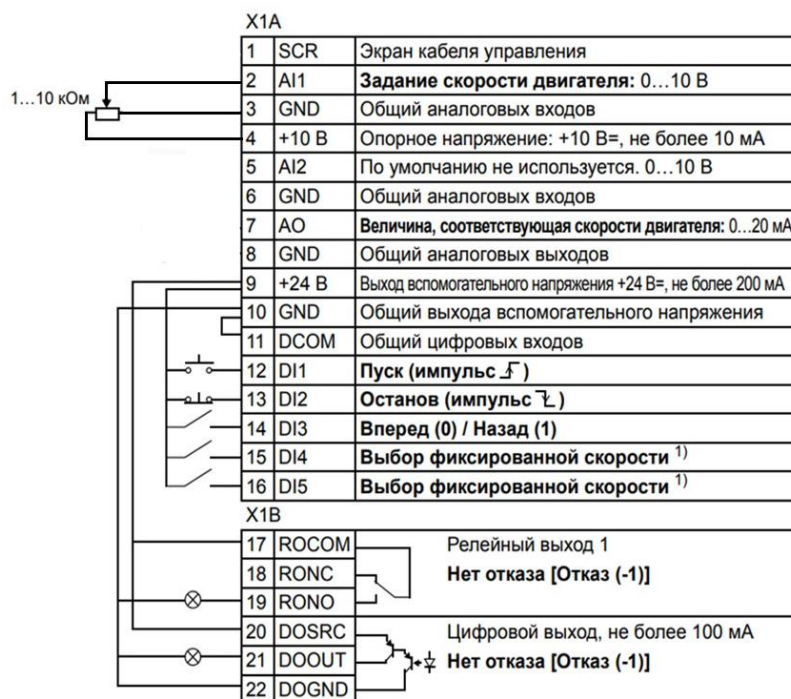 X1A
1 SCR Экран кабеля управления
2 AI1 Задание скорости двигателя: 0...10 В
1...10 кОм
3 GND Общий аналоговых входов
4 +10 В Опорное напряжение: +10 В=, не более 10 мА
5 AI2 По умолчанию не используется. 0...10 В
6 GND Общий аналоговых входов
7 AO Величина, соответствующая скорости двигателя: 0...20 мА
8 GND Общий аналоговых выходов
9 +24 В Выход вспомогательного напряжения +24 В=, не более 200 мА
10 GND Общий выхода вспомогательного напряжения
11 DCOM Общий цифровых входов
12 DI1 Пуск (импульс)
13 DI2 Останов (импульс)
14 DI3 Вперед (0) / Назад (1)
15 DI4 Выбор фиксированной скорости 1)
16 DI5 Выбор фиксированной скорости 1)
X1B
17 ROCOM Релейный выход 1
18 RONC Нет отказа [Отказ (-1)]
19 RONO
20 DOSRC Цифровой выход, не более 100 мА
21 DOOUT Нет отказа [Отказ (-1)]
22 DOGND